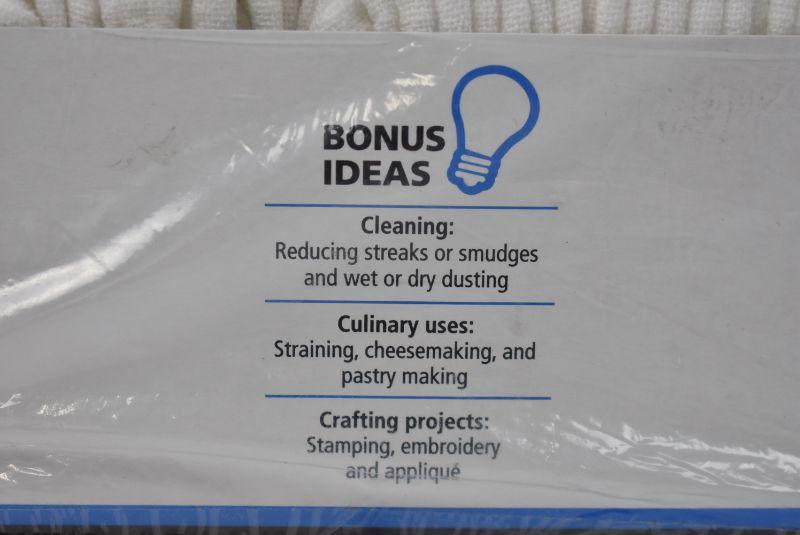 BONUS
IDEAS
Cleaning:
Reducing streaks or smudges
and wet or dry dusting
Culinary uses:
Straining, cheesemaking, and
pastry making
Crafting projects:
Stamping, embroidery
and appliqué